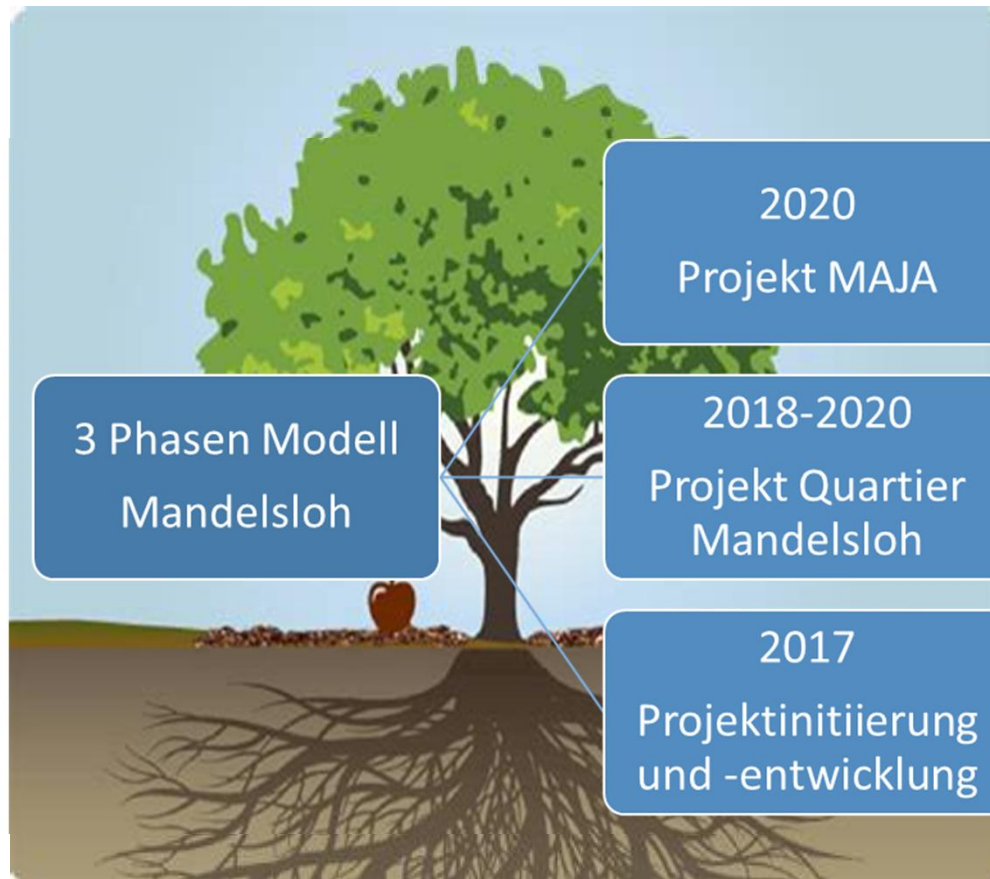 3 Phasen Modell
Mandelsloh
2020
Projekt MAJA
2018-2020
Projekt Quartier
Mandelsloh
2017
Projektinitiierung
und -entwicklung